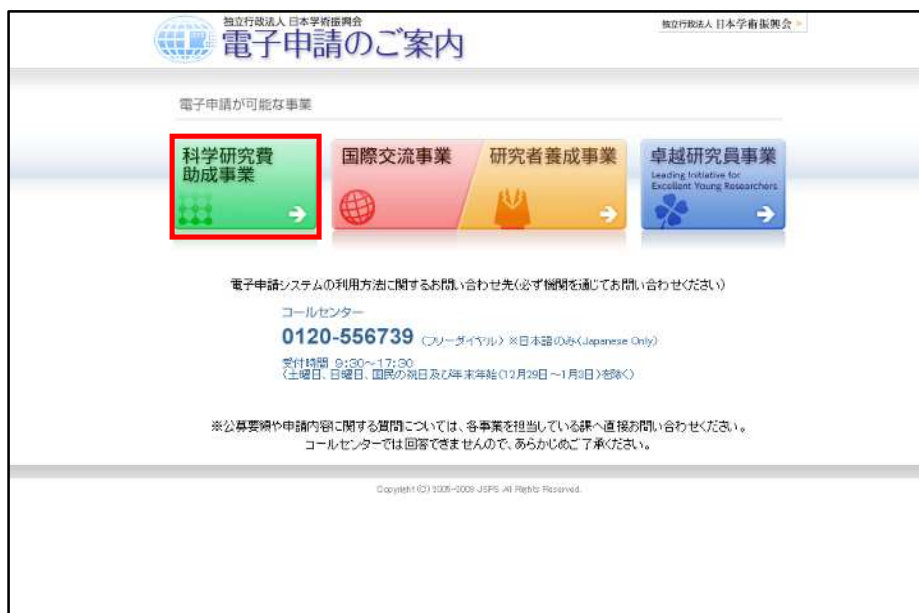 独立行政法人 日本学術振興会
電子申請のご案内
独立行政法人 日本学術振興会
電子申請が可能な事業
科学研究費
助成事業
国際交流事業
研究者養成事業
卓越研究員事業
Leading Initiative for
Excellent Young Researchers
電子申請システムの利用方法に関するお問い合わせ先(必ず機関を通じてお問い合わせください)
コールセンター
0120-556739 (フリーダイヤル) ※日本語のみ(Japanese Only)
受付時間 9:30~17:30
(土曜日、日曜日、国民の祝日及び年末年始(12月29日~1月3日)を除く)
※公募要領や申請内容に関する質問については、各事業を担当している課へ直接お問い合わせください。
コールセンターでは回答できませんので、あらかじめご了承ください。
Copyright (C) 2005-2009 JSPS All Rights Reserved.